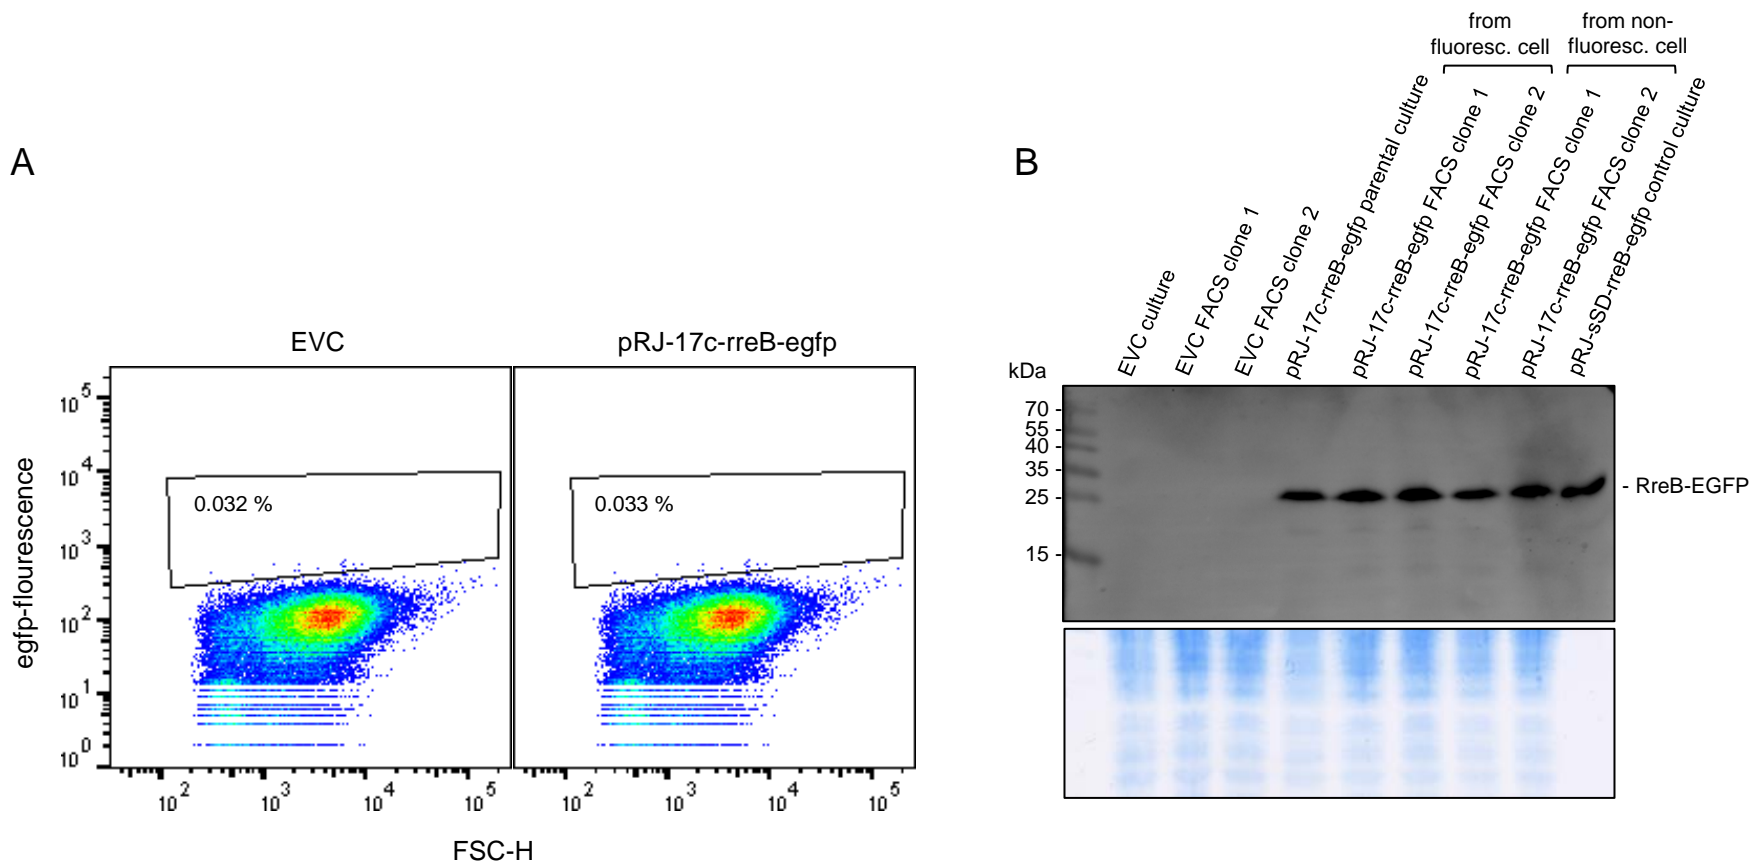 A
EVC
pRJ-17c-rreB-egfp
egfp-flourescence
10^5
10^4
10^3
10^2
10^1
10^0
0.032 %
0.033 %
10^2
10^3
10^4
10^5
10^2
10^3
10^4
10^5
FSC-H
B
from
fluoresc. cell
from non-
fluoresc. cell
EVC culture
EVC FACS clone 1
EVC FACS clone 2
pRJ-17c-rreB-egfp parental culture
pRJ-17c-rreB-egfp FACS clone 1
pRJ-17c-rreB-egfp FACS clone 2
pRJ-17c-rreB-egfp FACS clone 1
pRJ-17c-rreB-egfp FACS clone 2
pRJ-sSD-rreB-egfp control culture
kDa
70 -
55 -
40 -
35 -
25 -
15 -
- RreB-EGFP